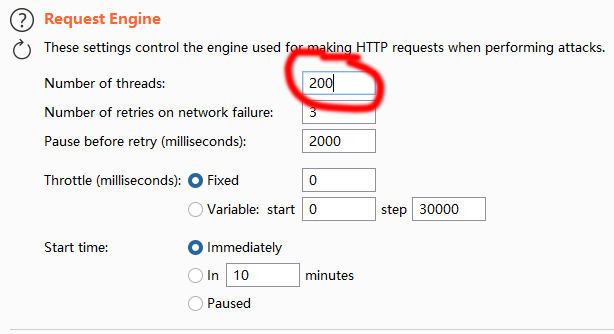 ? Request Engine
These settings control the engine used for making HTTP requests when performing attacks.
Number of threads: 200
Number of retries on network failure: 3
Pause before retry (milliseconds): 2000
Throttle (milliseconds): Fixed 0
Variable: start 0 step 30000
Start time: Immediately
In 10 minutes
Paused